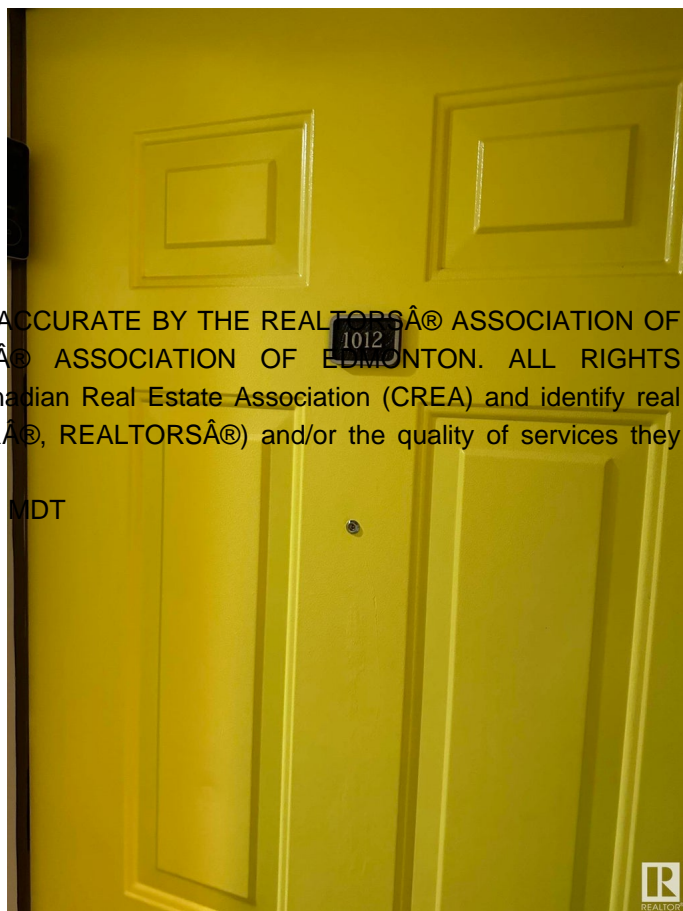 ACCURATE BY THE REALTORSÂ® ASSOCIATION OF
Â® ASSOCIATION OF EDMONTON. ALL RIGHTS
nadian Real Estate Association (CREA) and identify real
Â®, REALTORSÂ®) and/or the quality of services they
MDT
1012
R
REALTOR®